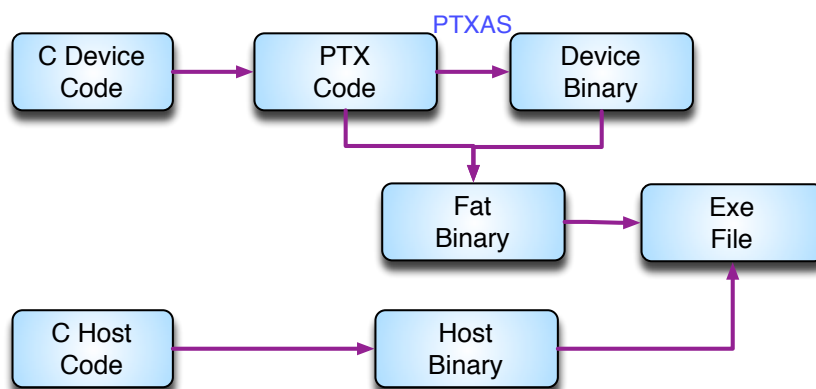 PTXAS
C Device
Code
PTX
Code
Device
Binary
Fat
Binary
Exe
File
C Host
Code
Host
Binary